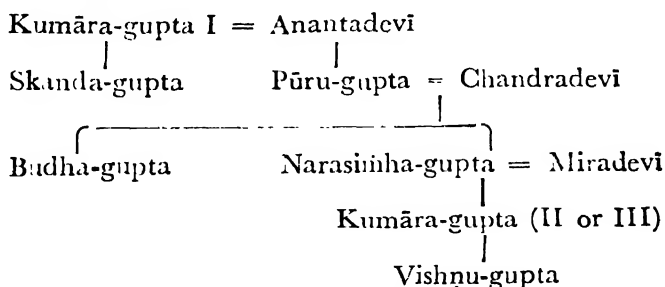 Kumāra-gupta I = Anantadevī
Skanda-gupta Pūru-gupta = Chandradevī
Budha-gupta Narasiṁha-gupta = Miradevī
Kumāra-gupta (II or III)
Vishṇu-gupta